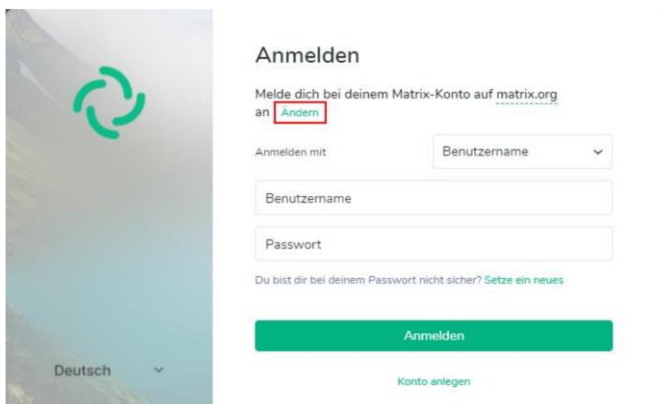 Anmelden
Melde dich bei deinem Matrix-Konto auf matrix.org
an Ändern
Anmelden mit Benutzername
Benutzername
Passwort
Du bist dir bei deinem Passwort nicht sicher? Setze ein neues
Anmelden
Konto anlegen
Deutsch